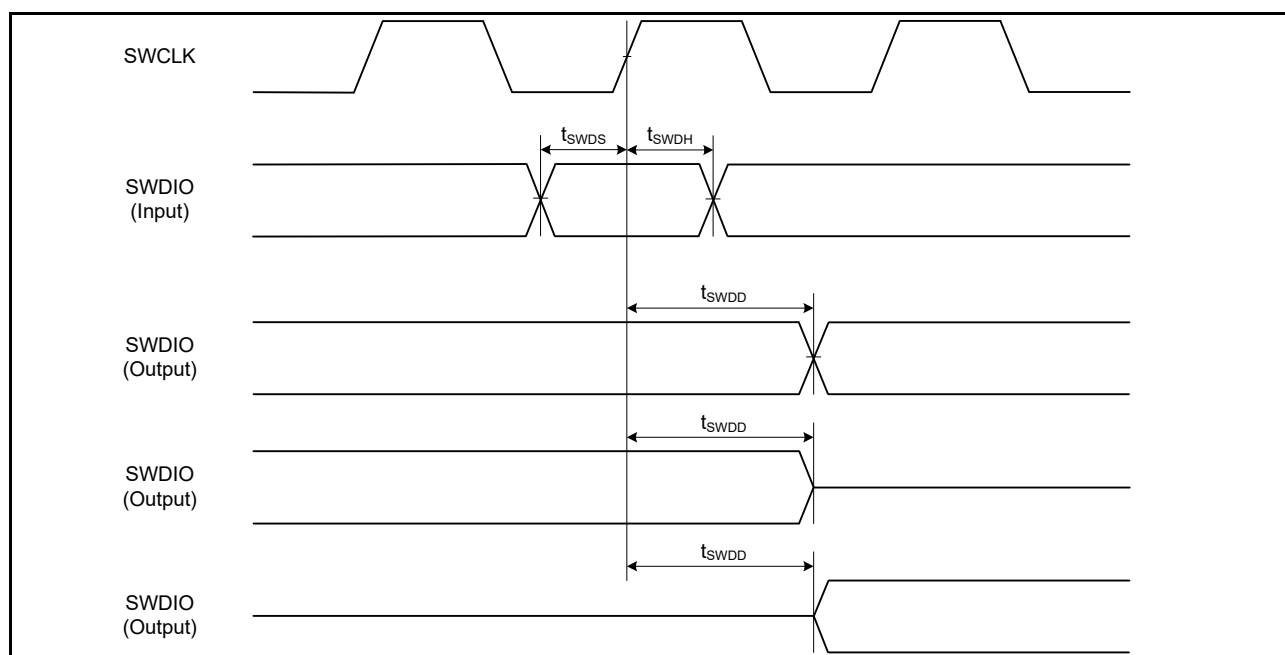 SWCLK
tSWDS
tSWDH
SWDIO
(Input)
tSWDD
SWDIO
(Output)
tSWDD
SWDIO
(Output)
tSWDD
SWDIO
(Output)